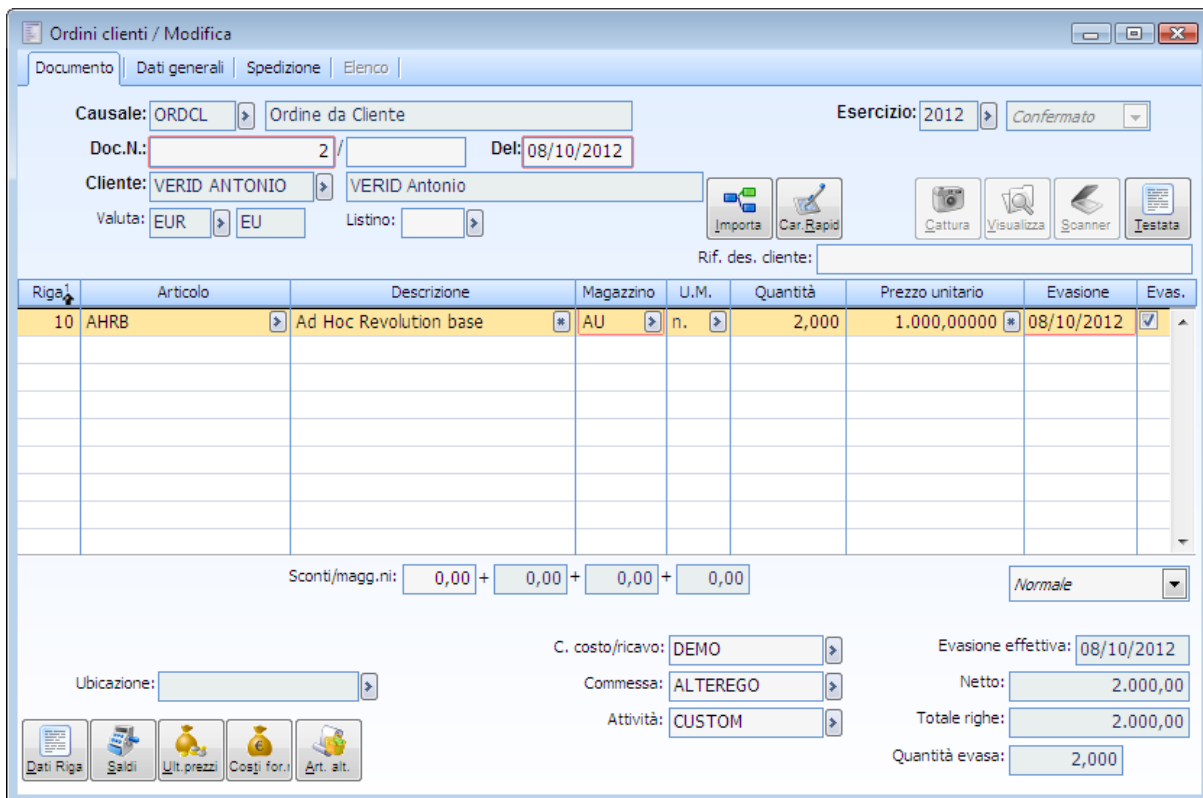 Ordini clienti / Modifica
Documento Dati generali Spedizione Elenco
Causale: ORDCL Ordine da Cliente Esercizio: 2012 Confermato
Doc.N.: 2 / Del: 08/10/2012
Cliente: VERID ANTONIO VERID Antonio
Valuta: EUR EU Listino:
Importa Car.Rapid Cattura Visualizza Scanner Testata
Rif. des. cliente:
Riga 1 Articolo Descrizione Magazzino U.M. Quantità Prezzo unitario Evasione Evas.
10 AHRB Ad Hoc Revolution base AU n. 2,000 1.000,00000 08/10/2012
Sconti/magg.ni: 0,00 + 0,00 + 0,00 + 0,00 Normale
C. costo/ricavo: DEMO Evasione effettiva: 08/10/2012
Ubicazione: Commessa: ALTEREGO Netto: 2.000,00
Attività: CUSTOM Totale righe: 2.000,00
Dati Riga Saldi Ult.prezzi Costi for. Art. alt. Quantità evasa: 2,000